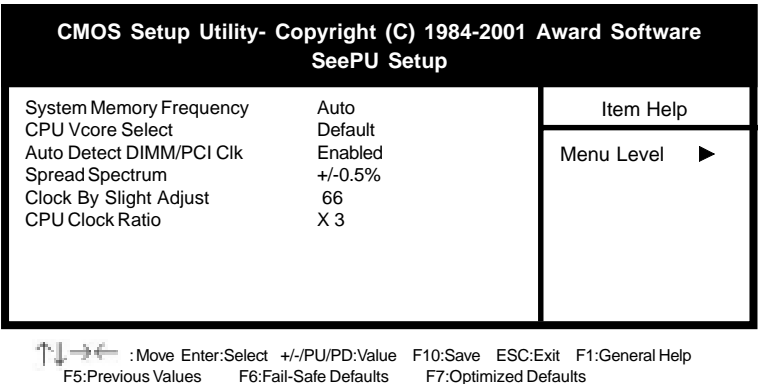 CMOS Setup Utility- Copyright (C) 1984-2001 Award Software
SeePU Setup
System Memory Frequency Auto
CPU Vcore Select Default
Auto Detect DIMM/PCI Clk Enabled
Spread Spectrum +/-0.5%
Clock By Slight Adjust 66
CPU Clock Ratio X 3
Item Help
Menu Level ▶
↑↓→← : Move Enter:Select +/-/PU/PD:Value F10:Save ESC:Exit F1:General Help
F5:Previous Values F6:Fail-Safe Defaults F7:Optimized Defaults